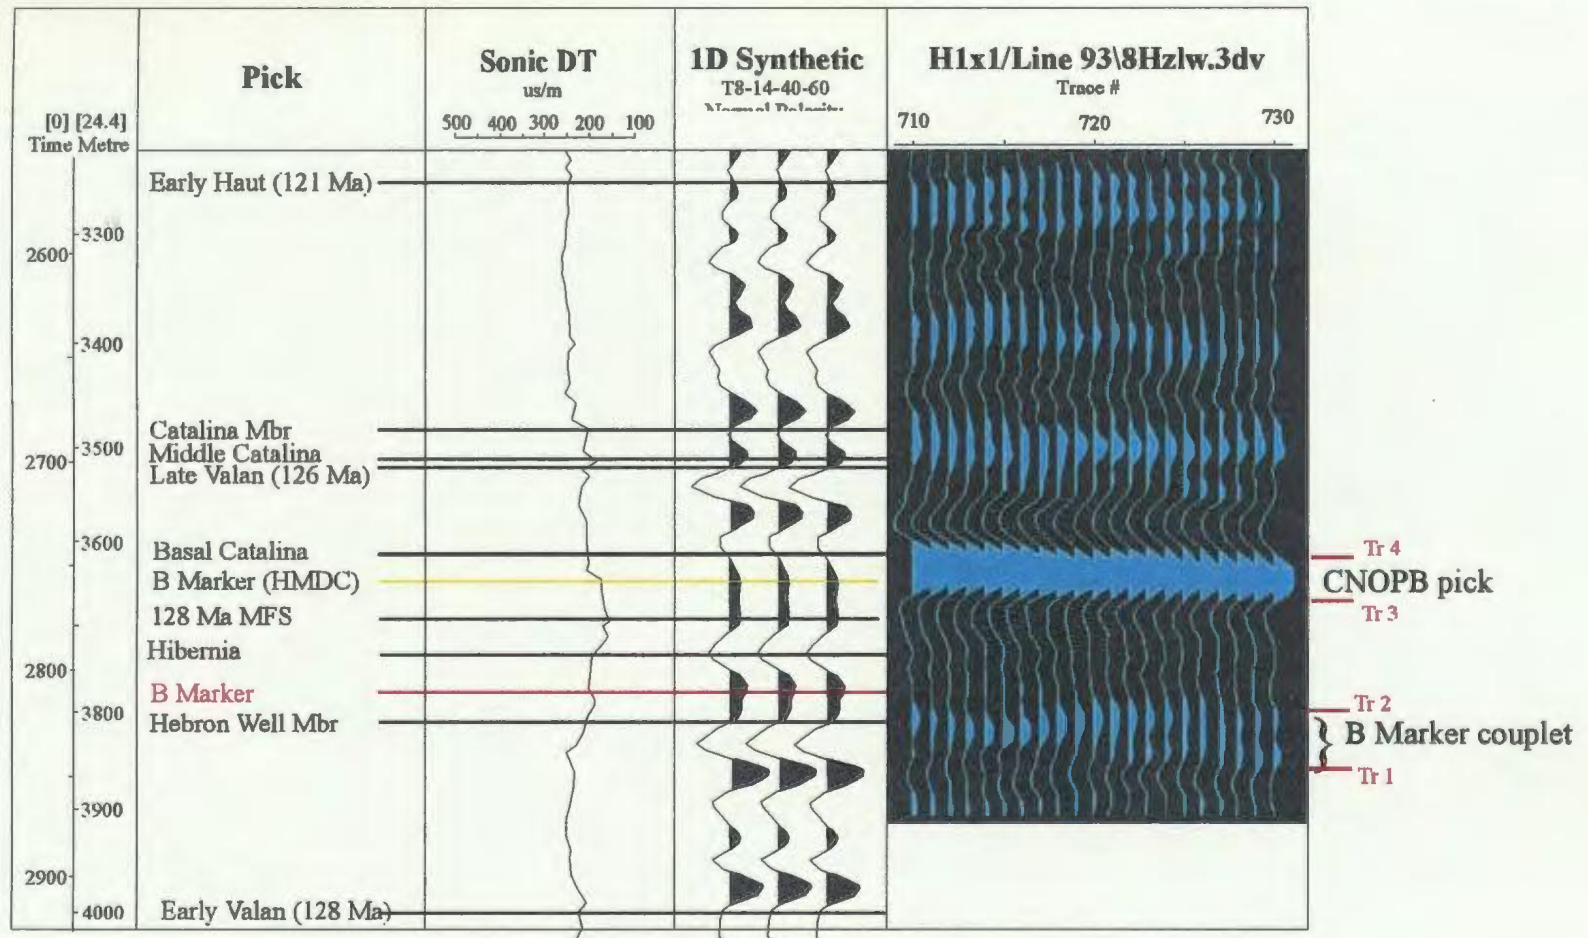 Pick
Sonic DT
us/m
500 400 300 200 100
1D Synthetic
T8-14-40-60
Normal Polarity
H1x1/Line 93\8Hzlw.3dv
Trace #
710 720 730
[0] [24.4]
Time Metre
Early Haut (121 Ma)
3300
2600
3400
Catalina Mbr
3500
Middle Catalina
2700
Late Valan (126 Ma)
3600
Basal Catalina
Tr 4
B Marker (HMDC)
CNOPB pick
Tr 3
128 Ma MFS
Hibernia
2800
B Marker
Tr 2
3800
Hebron Well Mbr
B Marker couplet
Tr 1
3900
2900
Early Valan (128 Ma)
4000